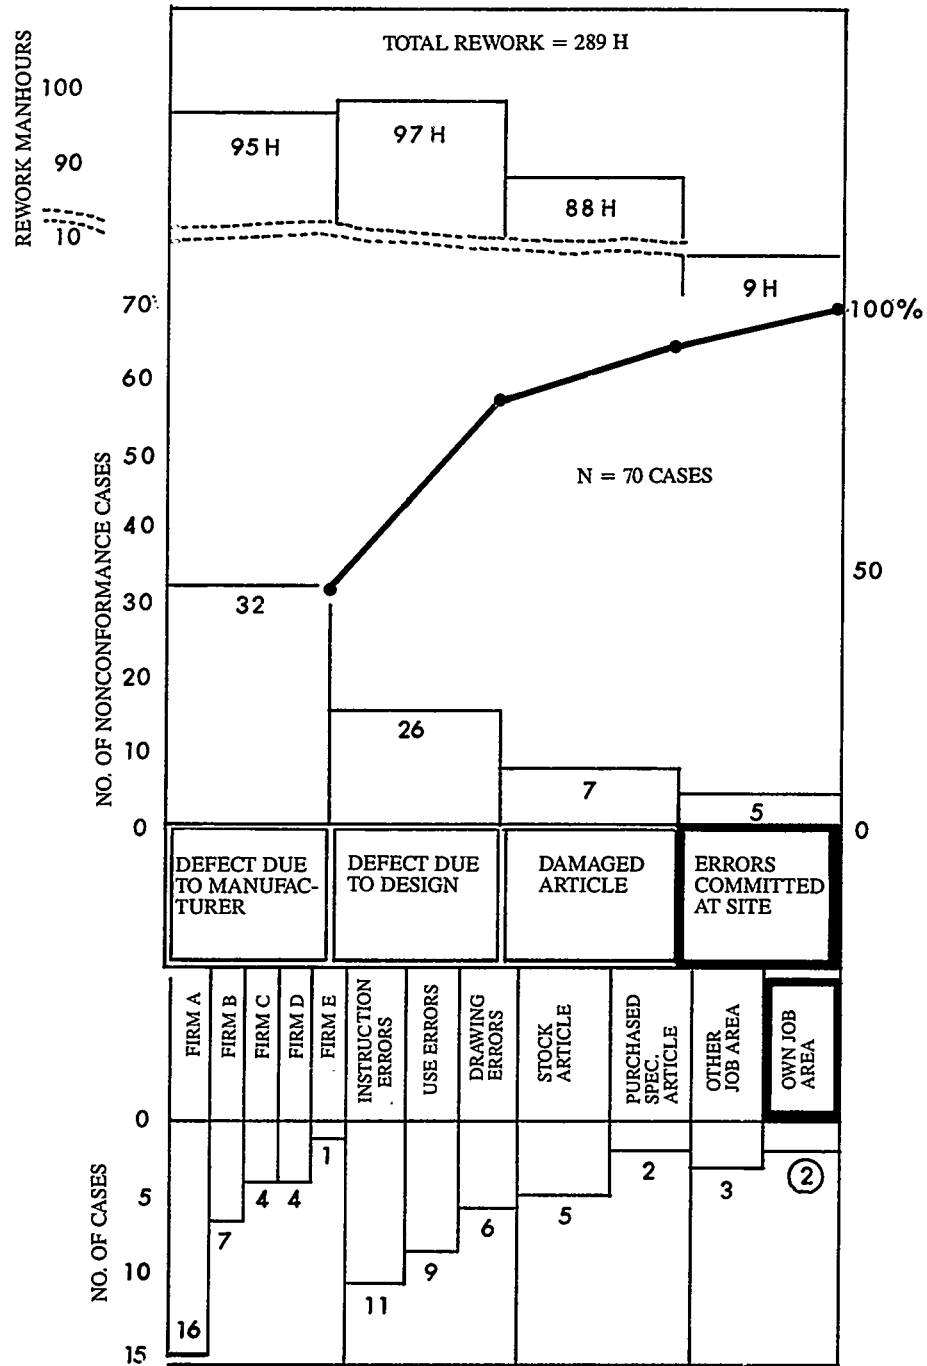 TOTAL REWORK = 289 H
REWORK MANHOURS
100
90
10
95 H
97 H
88 H
9 H
NO. OF NONCONFORMANCE CASES
70
60
50
40
30
20
10
0
100%
50
0
N = 70 CASES
32
26
7
5
DEFECT DUE
TO MANUFAC-
TURER
DEFECT DUE
TO DESIGN
DAMAGED
ARTICLE
ERRORS
COMMITTED
AT SITE
FIRM A
FIRM B
FIRM C
FIRM D
FIRM E
INSTRUCTION
ERRORS
USE ERRORS
DRAWING
ERRORS
STOCK
ARTICLE
PURCHASED
SPEC.
ARTICLE
OTHER
JOB AREA
OWN JOB
AREA
NO. OF CASES
0
5
10
15
16
7
4
4
1
11
9
6
5
2
3
2